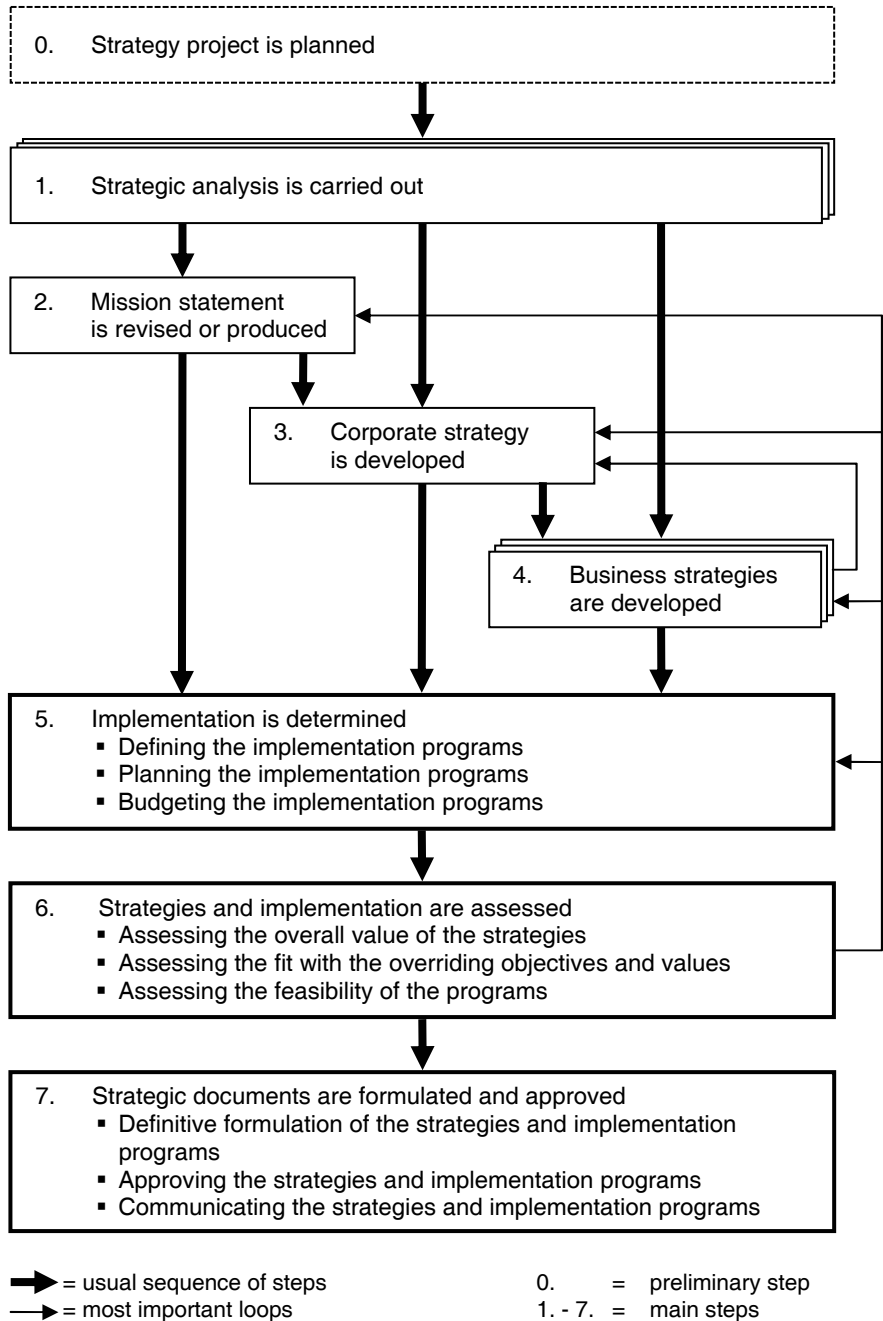 0. Strategy project is planned
1. Strategic analysis is carried out
2. Mission statement
is revised or produced
3. Corporate strategy
is developed
4. Business strategies
are developed
5. Implementation is determined
▪ Defining the implementation programs
▪ Planning the implementation programs
▪ Budgeting the implementation programs
6. Strategies and implementation are assessed
▪ Assessing the overall value of the strategies
▪ Assessing the fit with the overriding objectives and values
▪ Assessing the feasibility of the programs
7. Strategic documents are formulated and approved
▪ Definitive formulation of the strategies and implementation
programs
▪ Approving the strategies and implementation programs
▪ Communicating the strategies and implementation programs
= usual sequence of steps
= most important loops
0. = preliminary step
1. - 7. = main steps